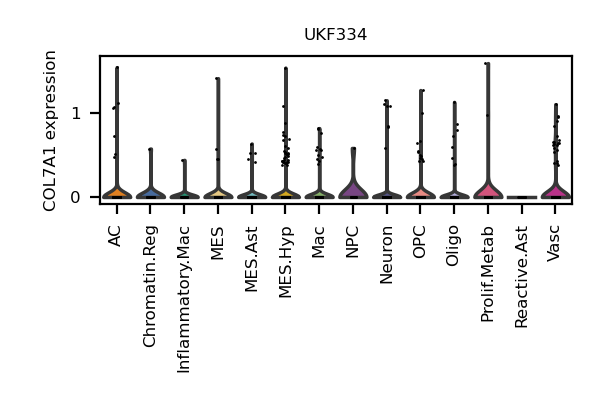 UKF334
COL7A1 expression
1
0
AC
Chromatin.Reg
Inflammatory.Mac
MES
MES.Ast
MES.Hyp
Mac
NPC
Neuron
OPC
Oligo
Prolif.Metab
Reactive.Ast
Vasc